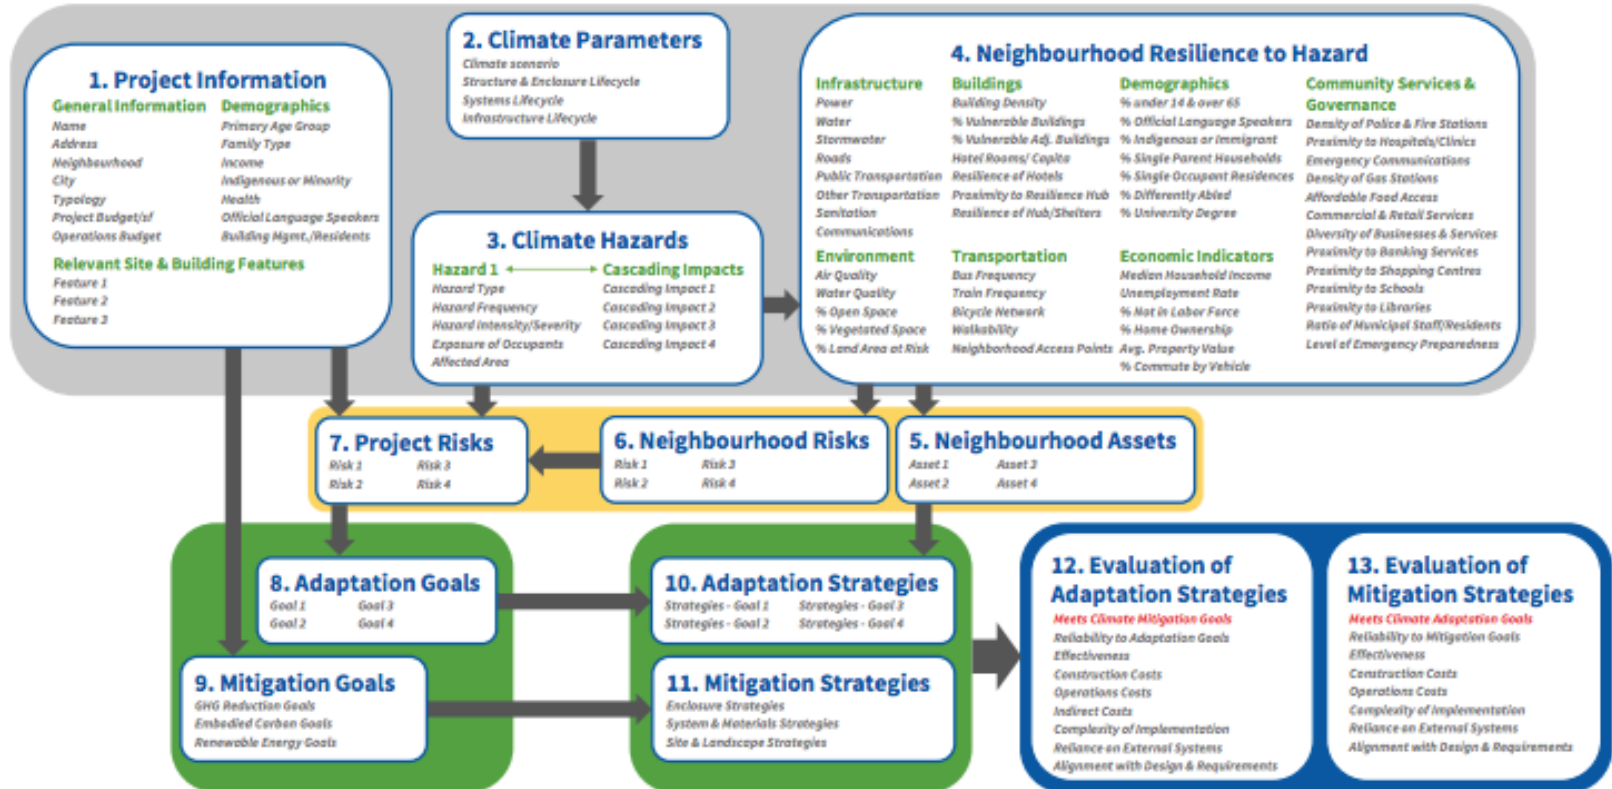 1. Project Information
General Information
Name
Address
Neighbourhood
City
Typology
Project Budget/sf
Operations Budget
Demographics
Primary Age Group
Family Type
Income
Indigenous or Minority
Health
Official Language Speakers
Building Mgmt./Residents
Relevant Site & Building Features
Feature 1
Feature 2
Feature 3
2. Climate Parameters
Climate scenario
Structure & Enclosure Lifecycle
Systems Lifecycle
Infrastructure Lifecycle
3. Climate Hazards
Hazard 1
Hazard Type
Hazard Frequency
Hazard Intensity/Severity
Exposure of Occupants
Affected Area
Cascading Impacts
Cascading Impact 1
Cascading Impact 2
Cascading Impact 3
Cascading Impact 4
4. Neighbourhood Resilience to Hazard
Infrastructure
Power
Water
Stormwater
Roads
Public Transportation
Other Transportation
Sanitation
Communications
Buildings
Building Density
% Vulnerable Buildings
% Vulnerable Adj. Buildings
Hotel Rooms/ Capita
Resilience of Hotels
Proximity to Resilience Hub
Resilience of Hub/Shelters
Demographics
% under 14 & over 65
% Official Language Speakers
% Indigenous or Immigrant
% Single Parent Households
% Single Occupant Residences
% Differently Abled
% University Degree
Community Services &
Governance
Density of Police & Fire Stations
Proximity to Hospitals/Clinics
Emergency Communications
Density of Gas Stations
Affordable Food Access
Commercial & Retail Services
Diversity of Businesses & Services
Proximity to Banking Services
Proximity to Shopping Centres
Proximity to Schools
Proximity to Libraries
Ratio of Municipal Staff/Residents
Level of Emergency Preparedness
Environment
Air Quality
Water Quality
% Open Space
% Vegetated Space
% Land Area at Risk
Transportation
Bus Frequency
Train Frequency
Bicycle Network
Walkability
Neighborhood Access Points
Economic Indicators
Median Household Income
Unemployment Rate
% Not in Labor Force
% Home Ownership
Avg. Property Value
% Commute by Vehicle
7. Project Risks
Risk 1 Risk 3
Risk 2 Risk 4
6. Neighbourhood Risks
Risk 1 Risk 3
Risk 2 Risk 4
5. Neighbourhood Assets
Asset 1 Asset 3
Asset 2 Asset 4
8. Adaptation Goals
Goal 1 Goal 3
Goal 2 Goal 4
9. Mitigation Goals
GHG Reduction Goals
Embodied Carbon Goals
Renewable Energy Goals
10. Adaptation Strategies
Strategies - Goal 1 Strategies - Goal 3
Strategies - Goal 2 Strategies - Goal 4
11. Mitigation Strategies
Enclosure Strategies
System & Materials Strategies
Site & Landscape Strategies
12. Evaluation of
Adaptation Strategies
Meets Climate Mitigation Goals
Reliability to Adaptation Goals
Effectiveness
Construction Costs
Operations Costs
Indirect Costs
Complexity of Implementation
Reliance on External Systems
Alignment with Design & Requirements
13. Evaluation of
Mitigation Strategies
Meets Climate Adaptation Goals
Reliability to Mitigation Goals
Effectiveness
Construction Costs
Operations Costs
Complexity of Implementation
Reliance on External Systems
Alignment with Design & Requirements